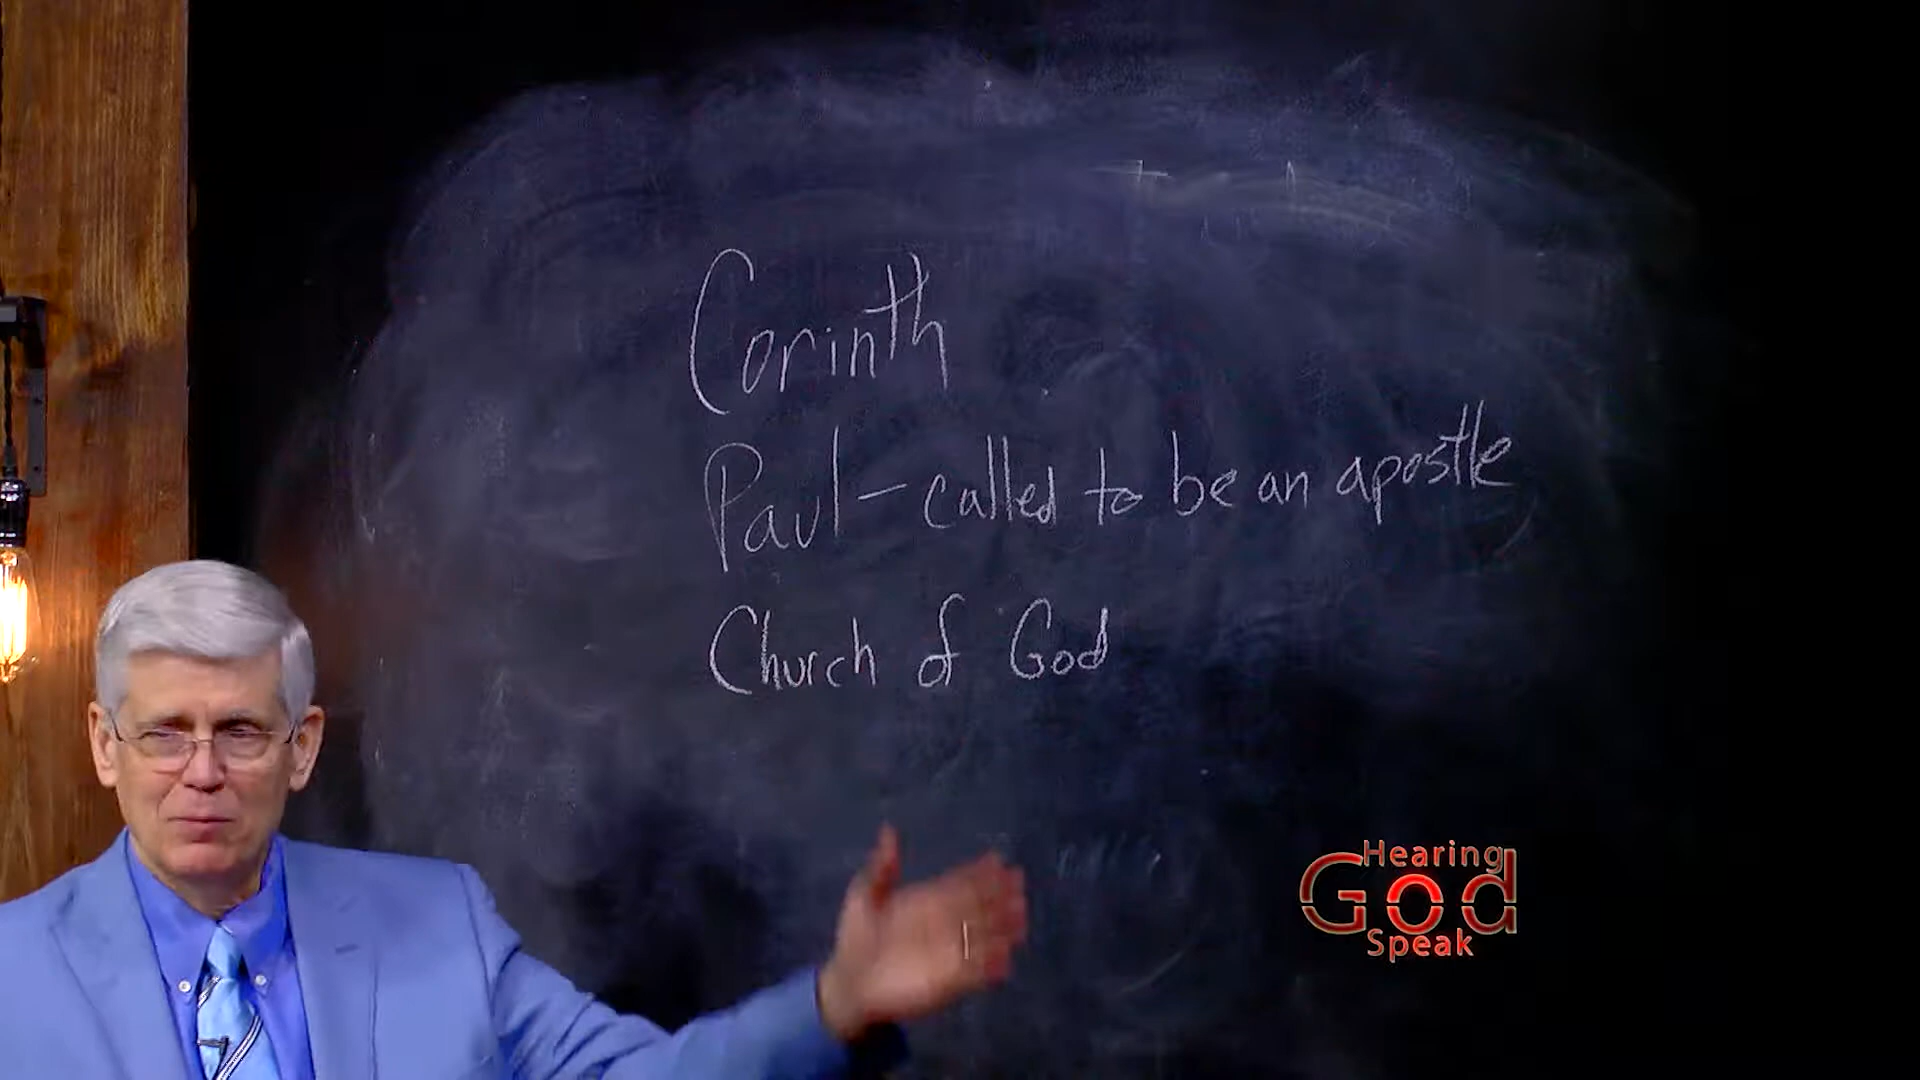 Corinth
Paul - called to be an apostle
Church of God
Hearing
God
Speak